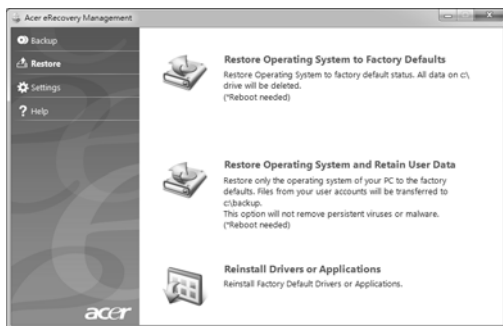 Acer eRecovery Management
Backup
Restore
Settings
Help
Restore Operating System to Factory Defaults
Restore Operating System to factory default status. All data on c:\
drive will be deleted.
(*Reboot needed)
Restore Operating System and Retain User Data
Restore only the operating system of your PC to the factory
defaults. Files from your user accounts will be transferred to
c:\backup.
This option will not remove persistent viruses or malware.
(*Reboot needed)
Reinstall Drivers or Applications
Reinstall Factory Default Drivers or Applications.
acer